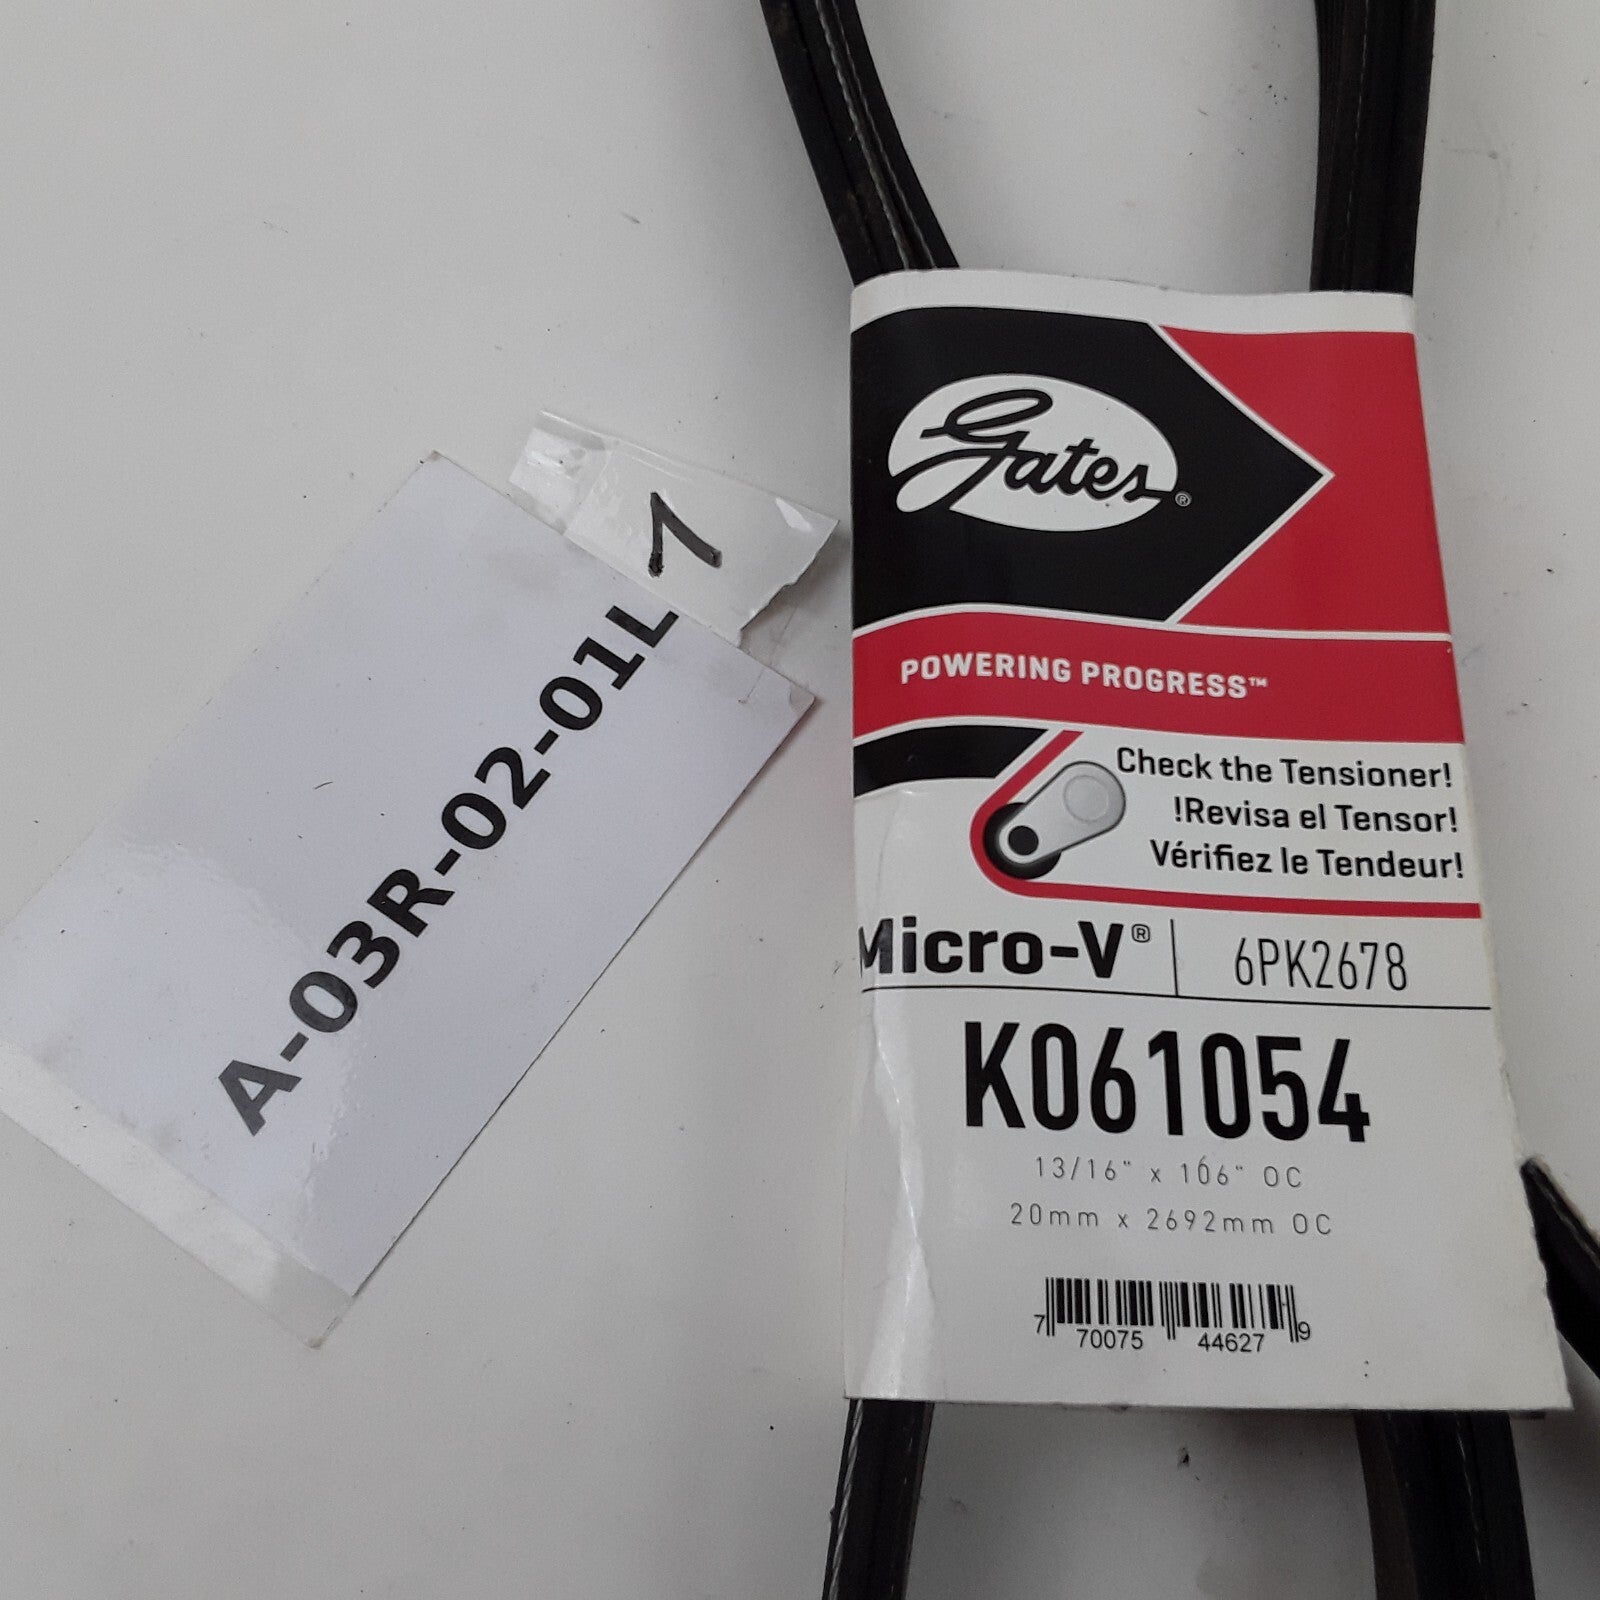 A-03R-02-01L
1
Gates®
POWERING PROGRESS™
Check the Tensioner!
!Revisa el Tensor!
Vérifiez le Tendeur!
Micro-V® 6PK2678
K061054
13/16" x 106" OC
20mm x 2692mm OC
7 70075 44627 9